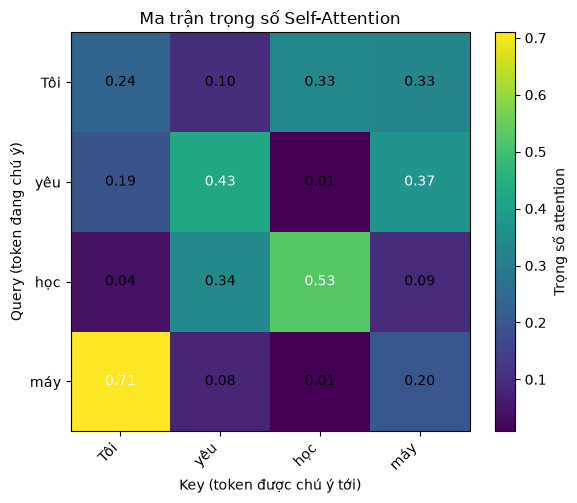 Ma trận trọng số Self-Attention
Tôi 0.24 0.10 0.33 0.33
yêu 0.19 0.43 0.01 0.37
học 0.04 0.34 0.53 0.09
máy 0.71 0.08 0.01 0.20
Tôi yêu học máy
Key (token được chú ý tới)
Query (token đang chú ý)
0.7
0.6
0.5
0.4
0.3
0.2
0.1
Trọng số attention